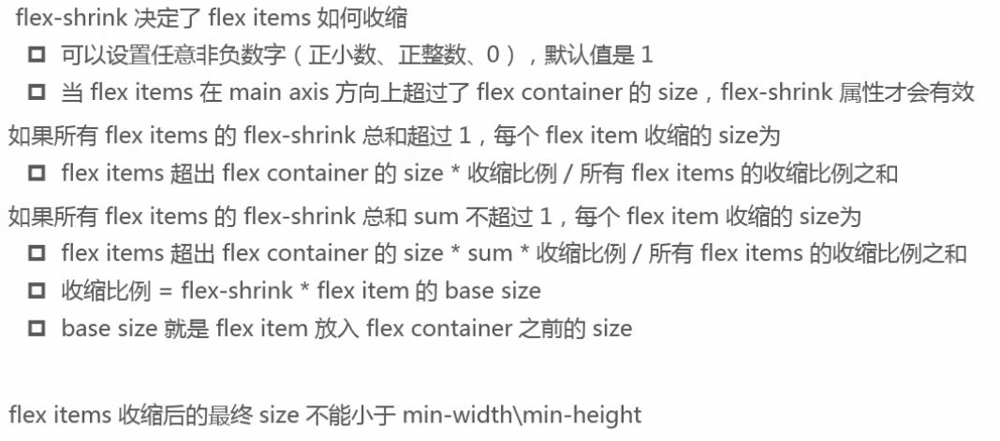 flex-shrink 决定了 flex items 如何收缩
可以设置任意非负数字（正小数、正整数、0），默认值是 1
当 flex items 在 main axis 方向上超过了 flex container 的 size，flex-shrink 属性才会有效
如果所有 flex items 的 flex-shrink 总和超过 1，每个 flex item 收缩的 size为
flex items 超出 flex container 的 size * 收缩比例 / 所有 flex items 的收缩比例之和
如果所有 flex items 的 flex-shrink 总和 sum 不超过 1，每个 flex item 收缩的 size为
flex items 超出 flex container 的 size * sum * 收缩比例 / 所有 flex items 的收缩比例之和
收缩比例 = flex-shrink * flex item 的 base size
base size 就是 flex item 放入 flex container 之前的 size
flex items 收缩后的最终 size 不能小于 min-width\min-height